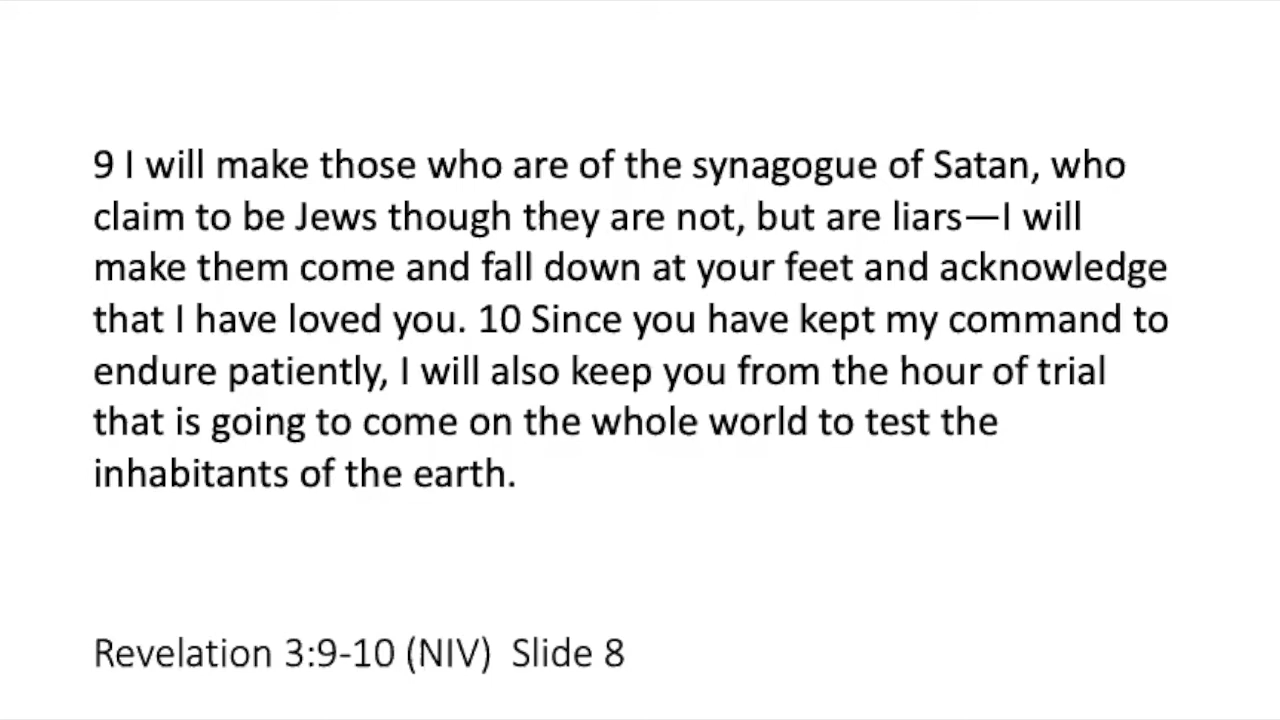 9 I will make those who are of the synagogue of Satan, who
claim to be Jews though they are not, but are liars—I will
make them come and fall down at your feet and acknowledge
that I have loved you. 10 Since you have kept my command to
endure patiently, I will also keep you from the hour of trial
that is going to come on the whole world to test the
inhabitants of the earth.
Revelation 3:9-10 (NIV)  Slide 8